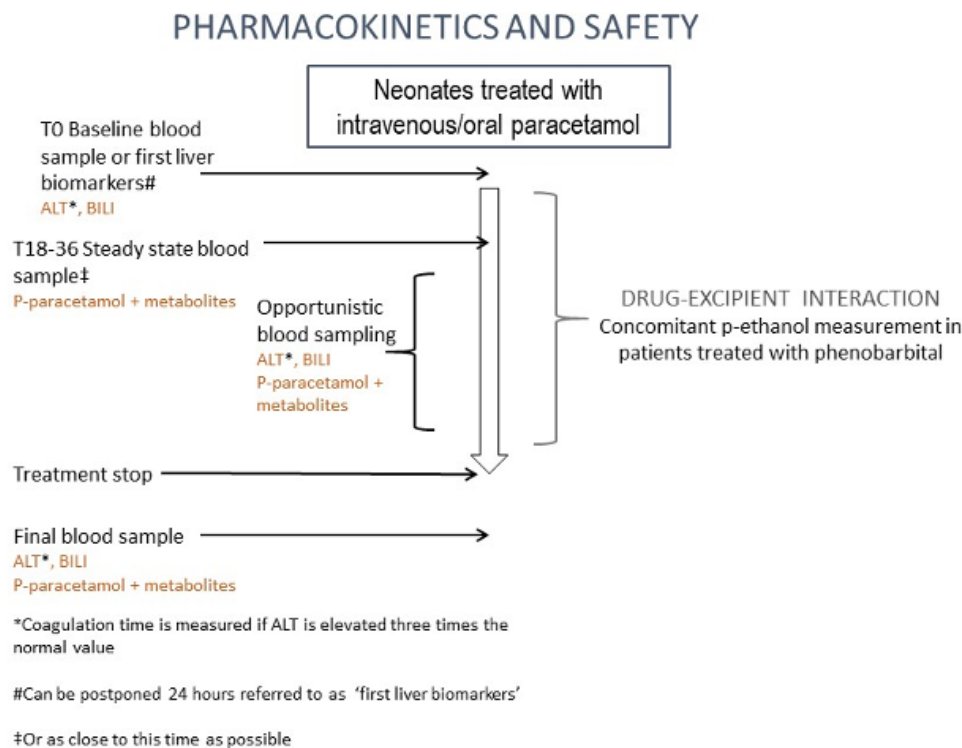 PHARMACOKINETICS AND SAFETY
Neonates treated with
intravenous/oral paracetamol
T0 Baseline blood
sample or first liver
biomarkers#
ALT*, BILI
T18-36 Steady state blood
sample‡
P-paracetamol + metabolites
Opportunistic
blood sampling
ALT*, BILI
P-paracetamol +
metabolites
DRUG-EXCIPIENT INTERACTION
Concomitant p-ethanol measurement in
patients treated with phenobarbital
Treatment stop
Final blood sample
ALT*, BILI
P-paracetamol + metabolites
*Coagulation time is measured if ALT is elevated three times the
normal value
#Can be postponed 24 hours referred to as ‘first liver biomarkers’
‡Or as close to this time as possible